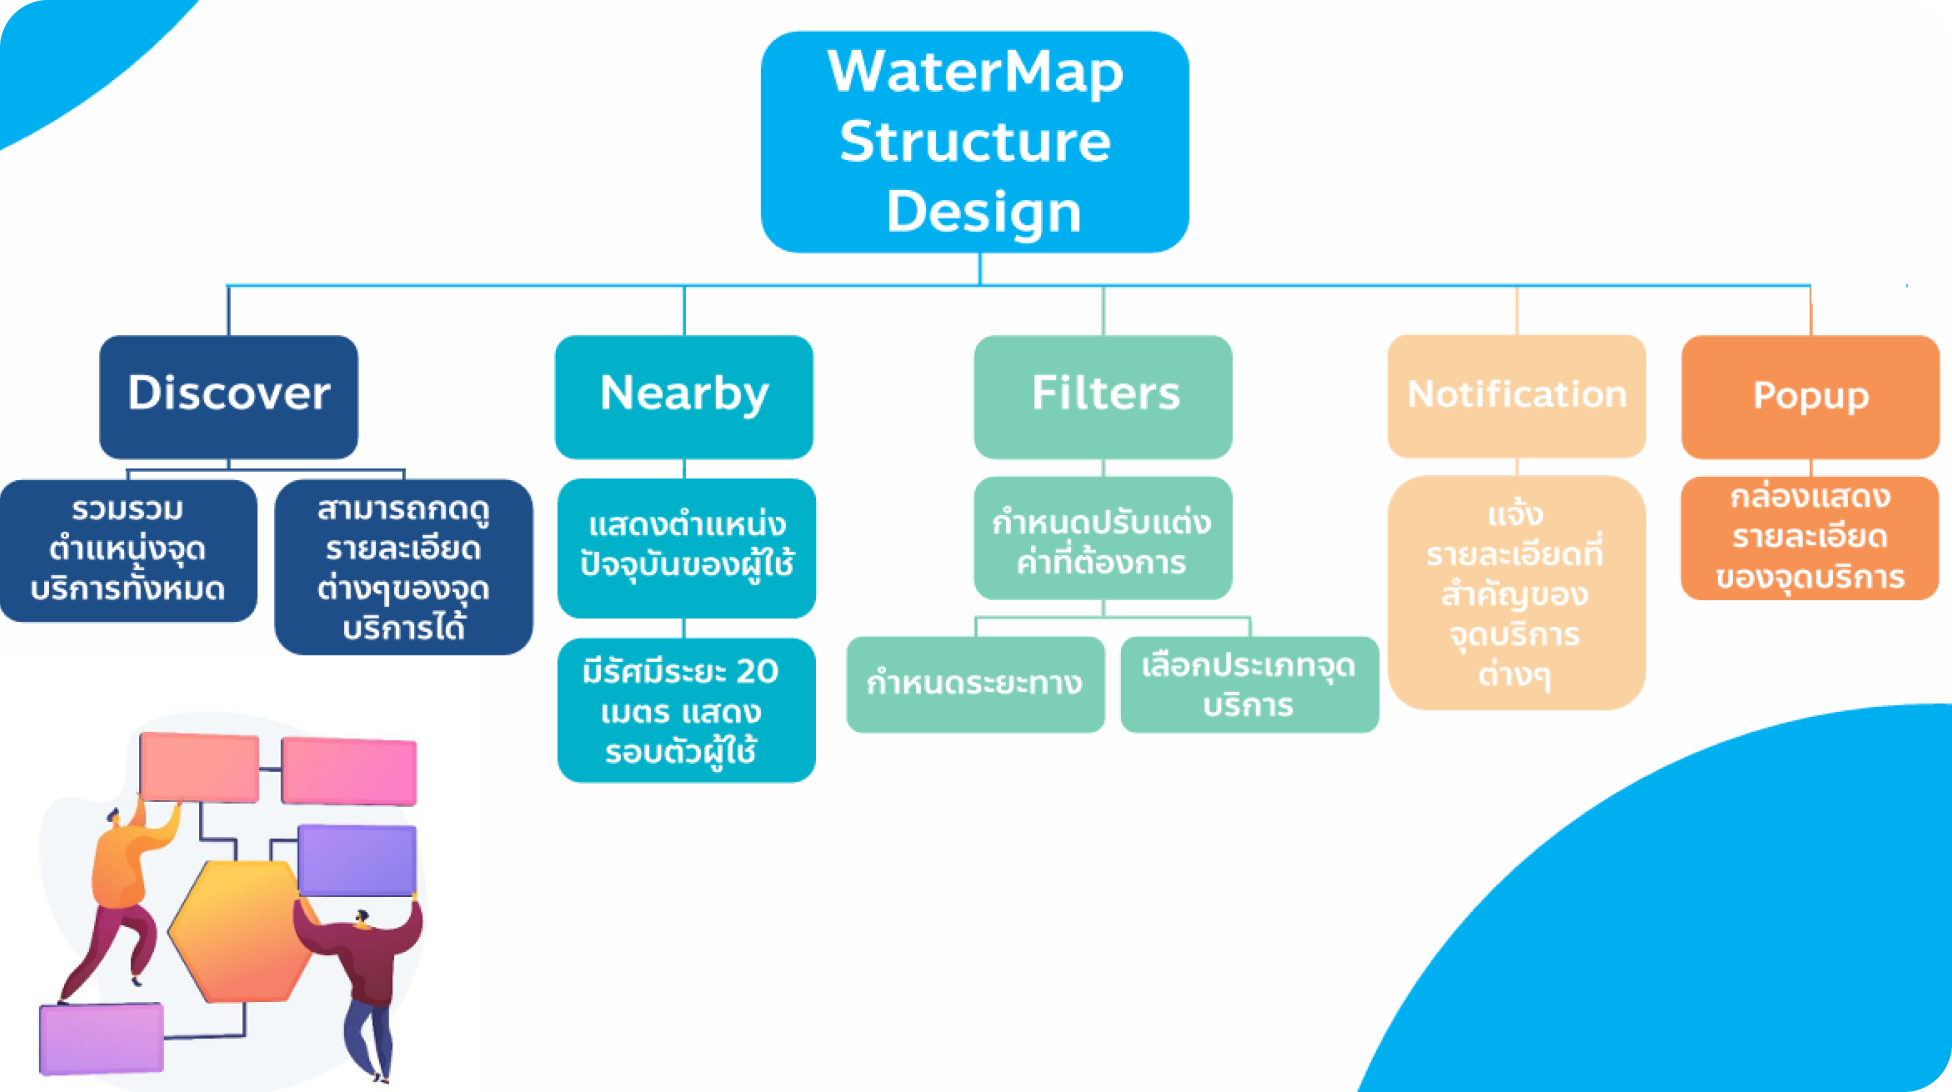 WaterMap
Structure
Design
Discover
Nearby
Filters
Notification
Popup
รวมรวม
ตำแหน่งจุด
บริการทั้งหมด
สามารถกดดู
รายละเอียด
ต่างๆของจุด
บริการได้
แสดงตำแหน่ง
ปัจจุบันของผู้ใช้
มีรัศมีระยะ 20
เมตร แสดง
รอบตัวผู้ใช้
กำหนดปรับแต่ง
ค่าที่ต้องการ
กำหนดระยะทาง
เลือกประเภทจุด
บริการ
แจ้ง
รายละเอียดที่
สำคัญของ
จุดบริการ
ต่างๆ
กล่องแสดง
รายละเอียด
ของจุดบริการ